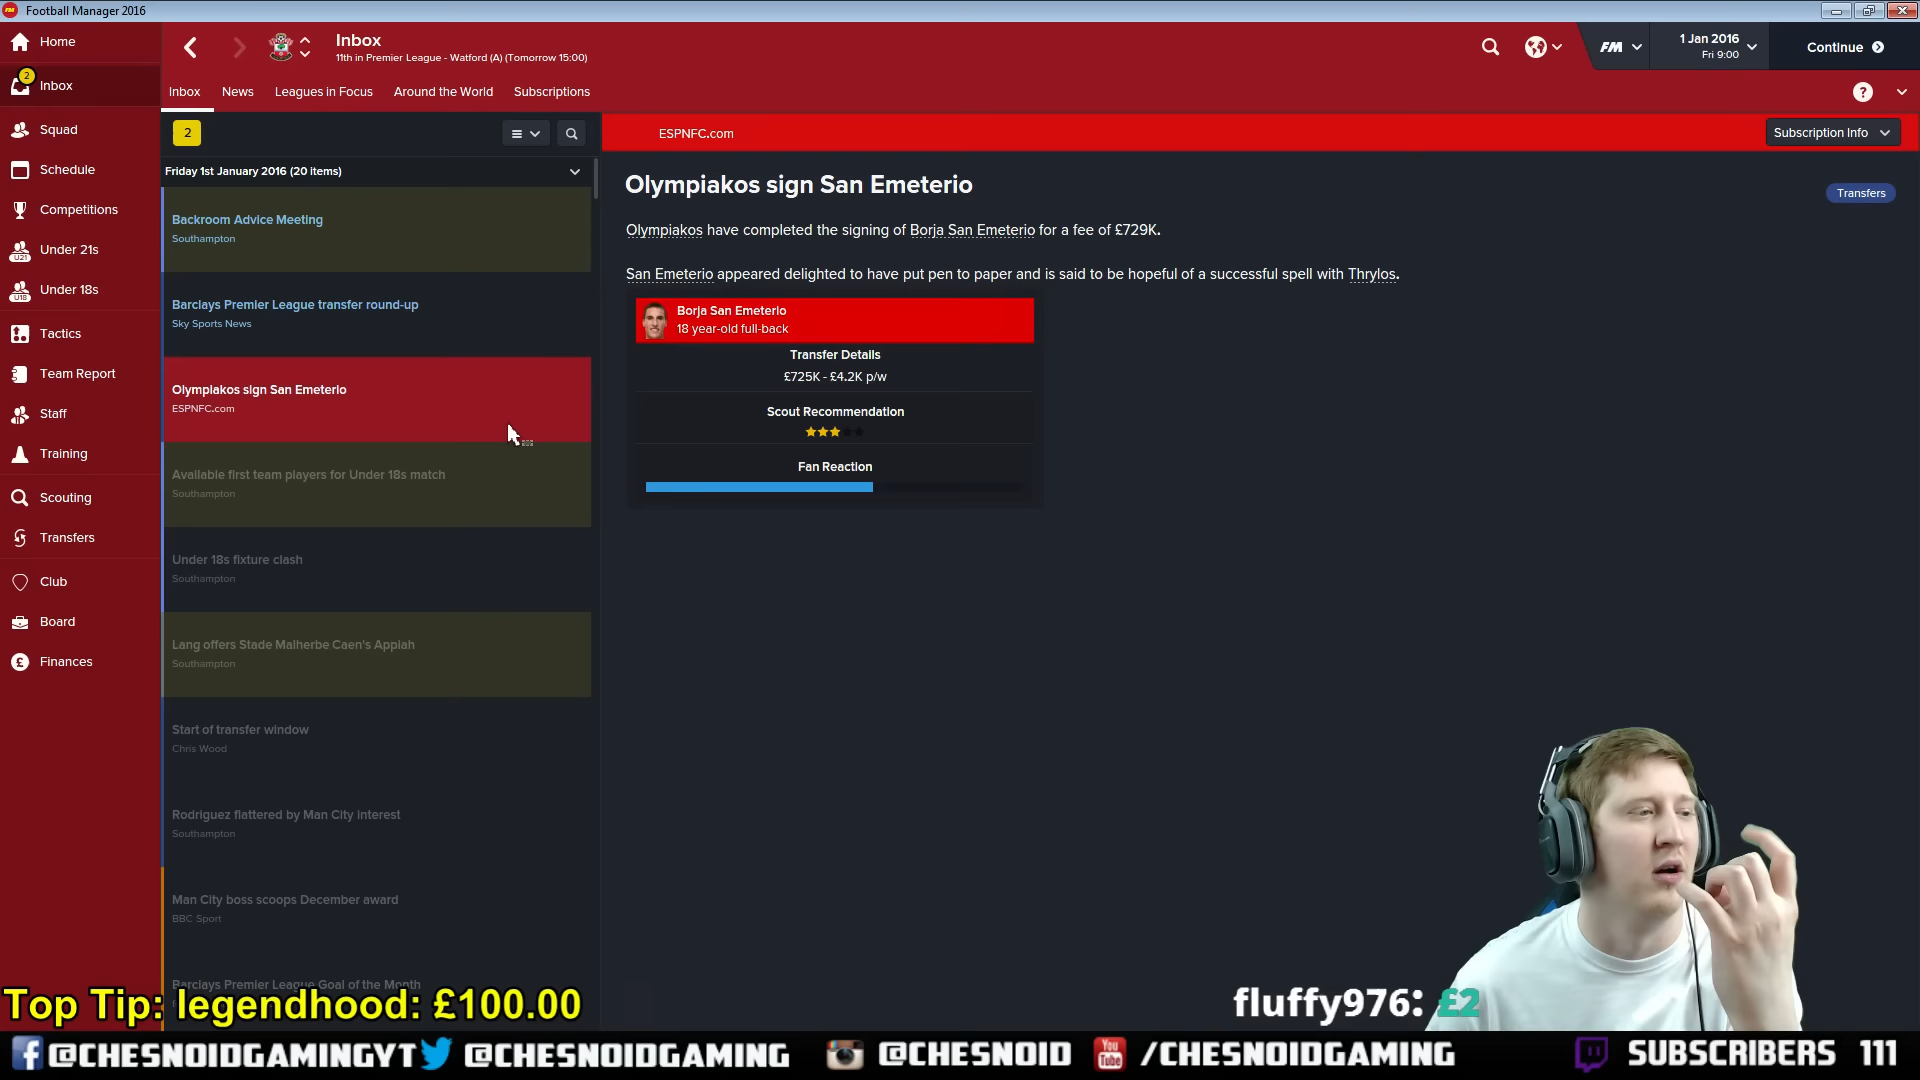 Football Manager 2016
Home
2
Inbox
Squad
Schedule
Competitions
U21
Under 21s
U18
Under 18s
Tactics
Team Report
Staff
Training
Scouting
Transfers
Club
Board
Finances
Inbox
11th in Premier League - Watford (A) (Tomorrow 15:00)
FM
1 Jan 2016
Fri 9:00
Continue
Inbox
News
Leagues in Focus
Around the World
Subscriptions
?
2
Friday 1st January 2016 (20 items)
Backroom Advice Meeting
Southampton
Barclays Premier League transfer round-up
Sky Sports News
Olympiakos sign San Emeterio
ESPNFC.com
Available first team players for Under 18s match
Southampton
Under 18s fixture clash
Southampton
Lang offers Stade Malherbe Caen's Appiah
Southampton
Start of transfer window
Chris Wood
Rodriguez flattered by Man City interest
Southampton
Man City boss scoops December award
BBC Sport
Barclays Premier League Goal of the Month
ESPNFC.com
Subscription Info
Olympiakos sign San Emeterio
Transfers
Olympiakos have completed the signing of Borja San Emeterio for a fee of £729K.
San Emeterio appeared delighted to have put pen to paper and is said to be hopeful of a successful spell with Thrylos.
Borja San Emeterio
18 year-old full-back
Transfer Details
£725K - £4.2K p/w
Scout Recommendation
Fan Reaction
Top Tip: legendhood: £100.00
fluffy976: £2
@CHESNOIDGAMINGYT
@CHESNOIDGAMING
@CHESNOID
You Tube
/CHESNOIDGAMING
SUBSCRIBERS 111